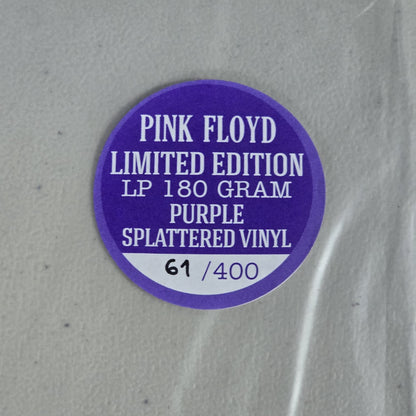 PINK FLOYD
LIMITED EDITION
LP 180 GRAM
PURPLE
SPLATTERED VINYL
61 /400